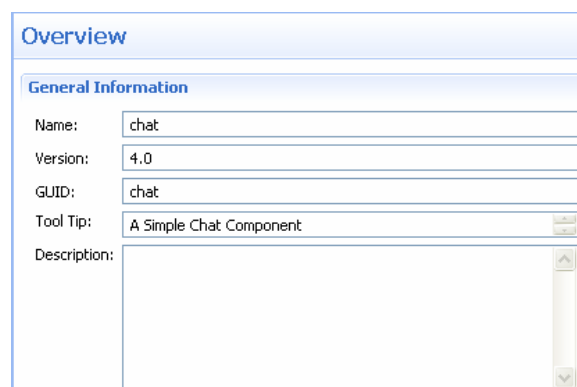 Overview
General Information
Name: chat
Version: 4.0
GUID: chat
Tool Tip: A Simple Chat Component
Description: